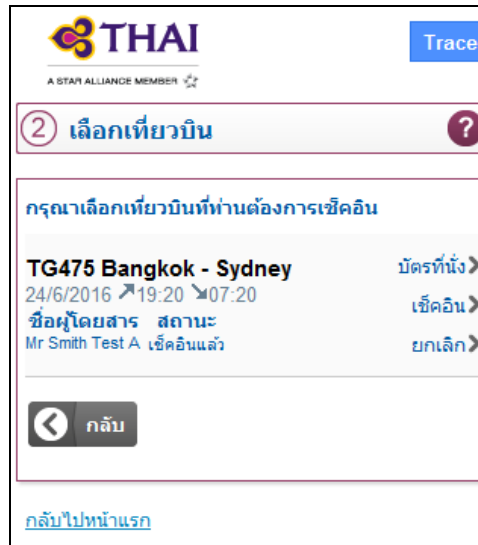 THAI
Trace
A STAR ALLIANCE MEMBER
2 เลือกเที่ยวบิน ?
กรุณาเลือกเที่ยวบินที่ท่านต้องการเช็คอิน
TG475 Bangkok - Sydney บัตรที่นั่ง
24/6/2016 19:20 07:20
เช็คอิน
ชื่อผู้โดยสาร สถานะ
Mr Smith Test A เช็คอินแล้ว ยกเลิก
กลับ
กลับไปหน้าแรก